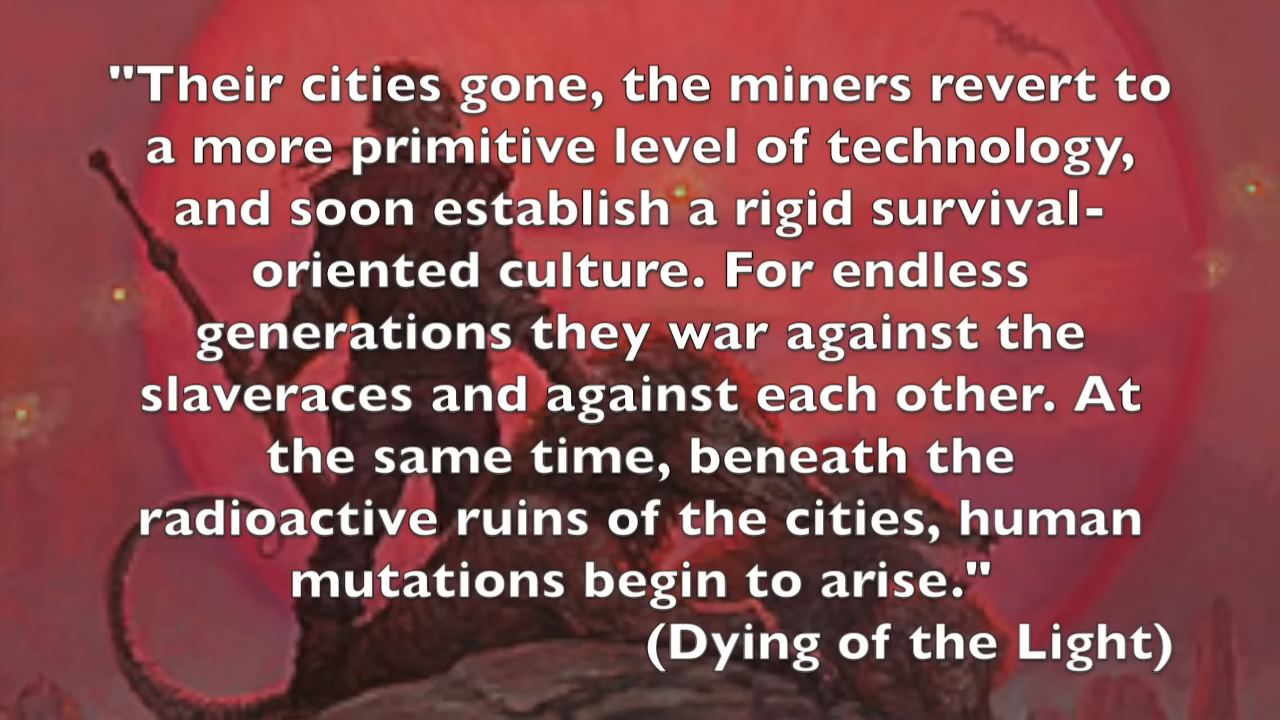 "Their cities gone, the miners revert to
a more primitive level of technology,
and soon establish a rigid survival-
oriented culture. For endless
generations they war against the
slaveraces and against each other. At
the same time, beneath the
radioactive ruins of the cities, human
mutations begin to arise."
(Dying of the Light)